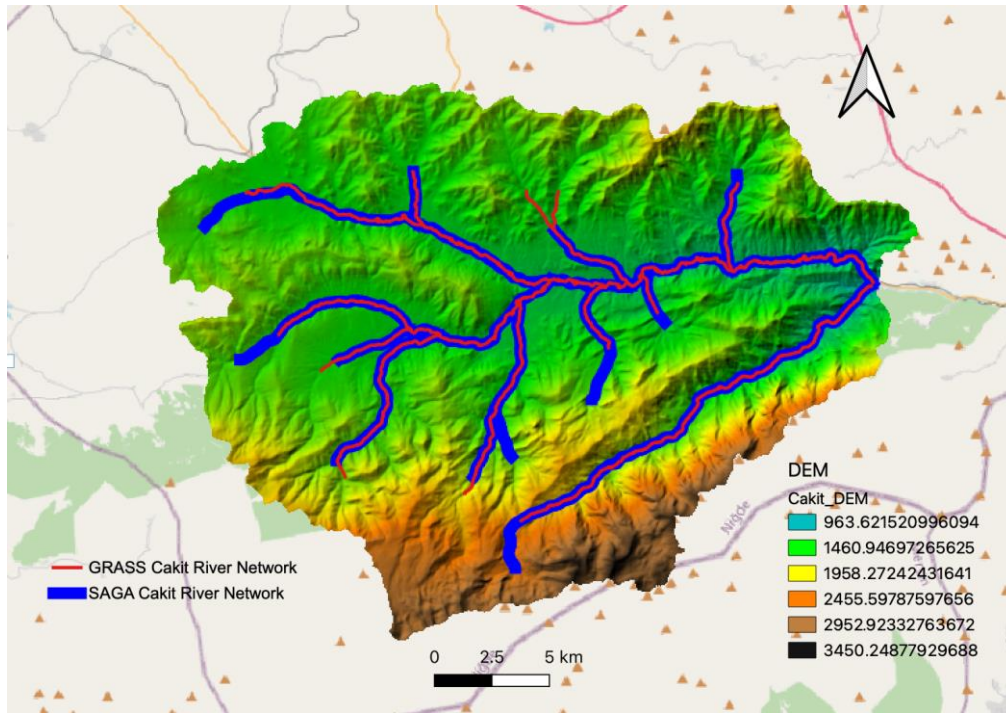 DEM
Cakit_DEM
963.621520996094
1460.94697265625
1958.27242431641
2455.59787597656
2952.92332763672
3450.24877929688
Niğde
Niğde
GRASS Cakit River Network
SAGA Cakit River Network
0 2.5 5 km